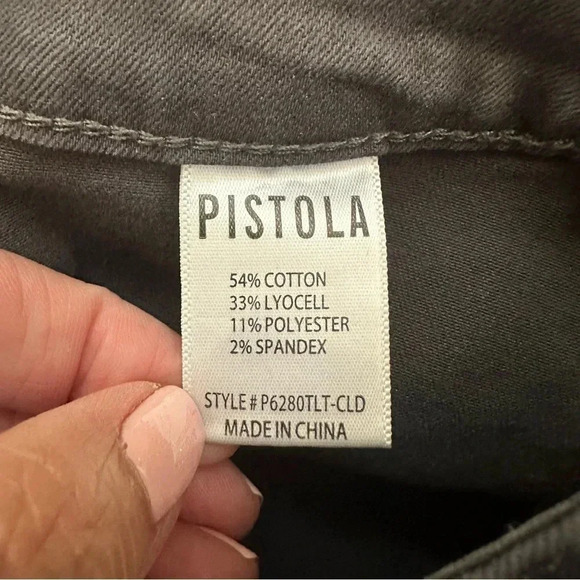 PISTOLA
54% COTTON
33% LYOCELL
11% POLYESTER
2% SPANDEX
STYLE# P6280TLT-CLD
MADE IN CHINA